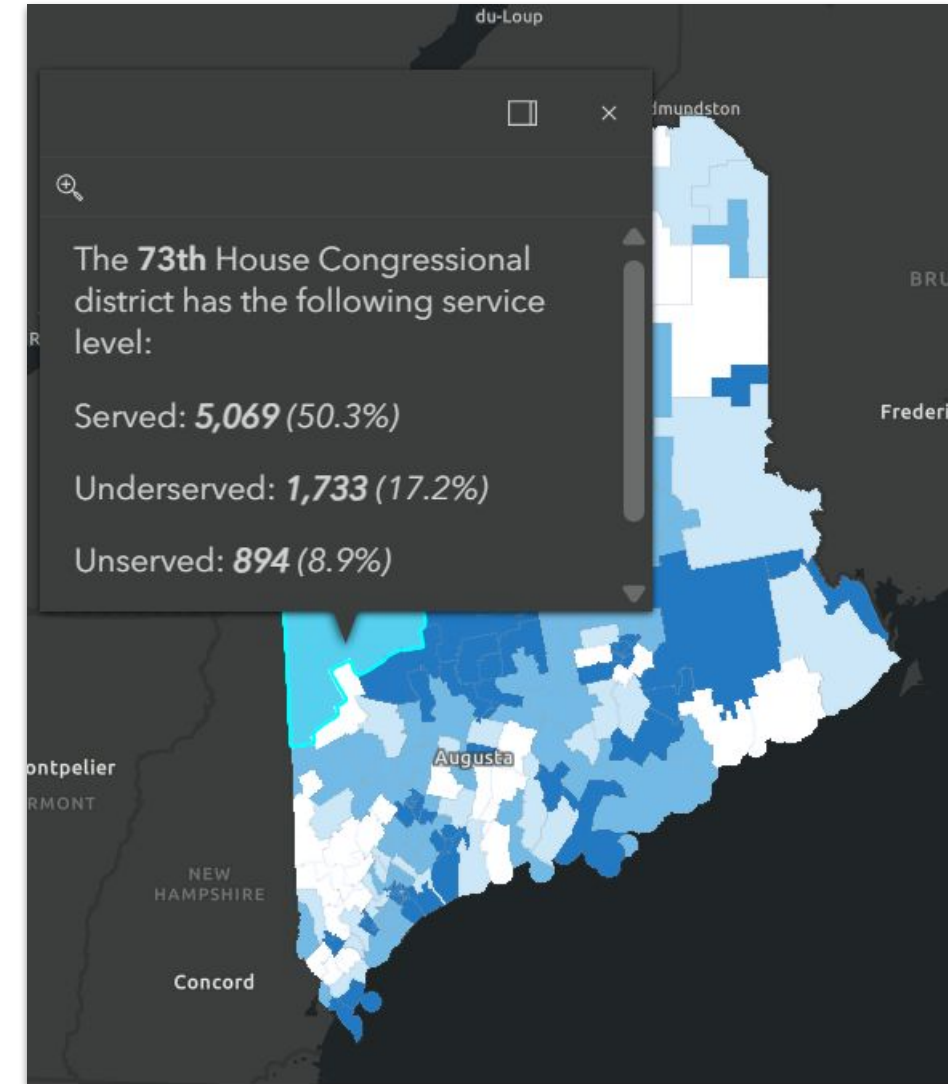 du-Loup
dmundston
The 73th House Congressional
district has the following service
level:
Served: 5,069 (50.3%)
Underserved: 1,733 (17.2%)
Unserved: 894 (8.9%)
R
BRU
Frederi
Augusta
ontpelier
RMONT
NEW
HAMPSHIRE
Concord